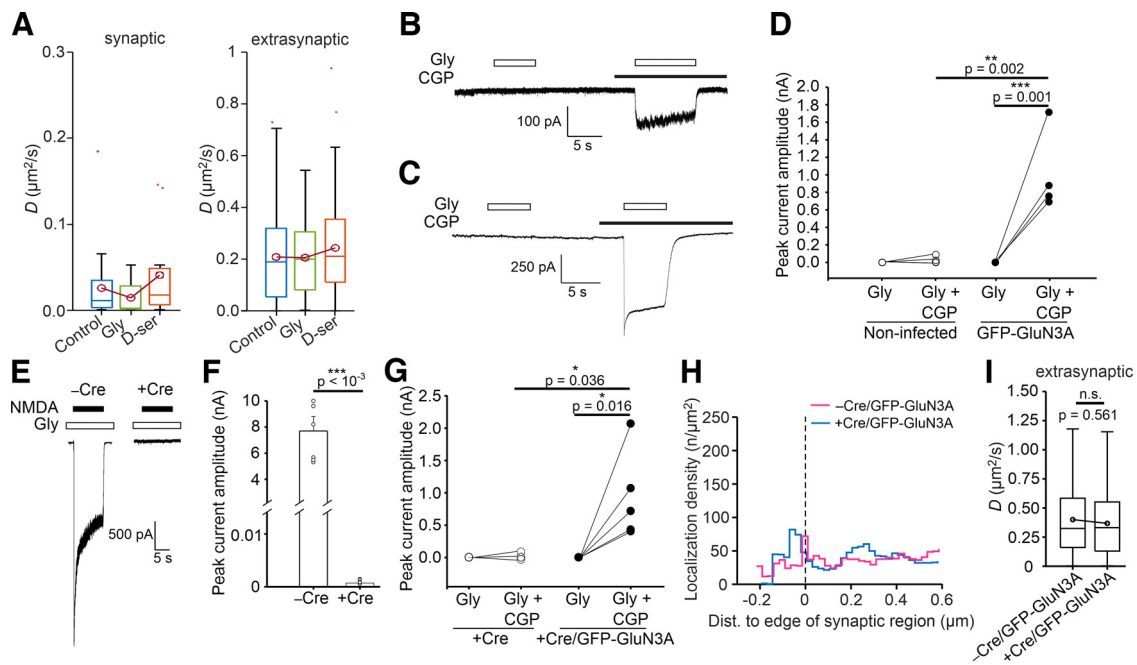 A
synaptic
extrasynaptic
D (μm²/s)
0.3
0.2
0.1
0.0
Control
Gly
D-ser
D (μm²/s)
1
0.8
0.6
0.4
0.2
0.0
Control
Gly
D-ser
B
Gly
CGP
100 pA
5 s
C
Gly
CGP
250 pA
5 s
D
Peak current amplitude (nA)
2.0
1.8
1.6
1.4
1.2
1.0
0.8
0.6
0.4
0.2
0.0
**
p = 0.002
***
p = 0.001
Gly
Gly +
CGP
Gly
Gly +
CGP
Non-infected
GFP-GluN3A
E
–Cre
+Cre
NMDA
Gly
500 pA
5 s
F
Peak current amplitude (nA)
***
p < 10⁻³
10
8
6
4
0.01
0
–Cre
+Cre
G
Peak current amplitude (nA)
*
p = 0.036
*
p = 0.016
2.5
2.0
1.5
1.0
0.5
0.0
Gly
Gly +
CGP
Gly
Gly +
CGP
+Cre
+Cre/GFP-GluN3A
H
Localization density (n/μm²)
–Cre/GFP-GluN3A
+Cre/GFP-GluN3A
250
200
150
100
50
0
-0.2
0
0.2
0.4
0.6
Dist. to edge of synaptic region (μm)
I
extrasynaptic
n.s.
p = 0.561
D (μm²/s)
1.50
1.25
1.00
0.75
0.50
0.25
0.00
–Cre/GFP-GluN3A
+Cre/GFP-GluN3A